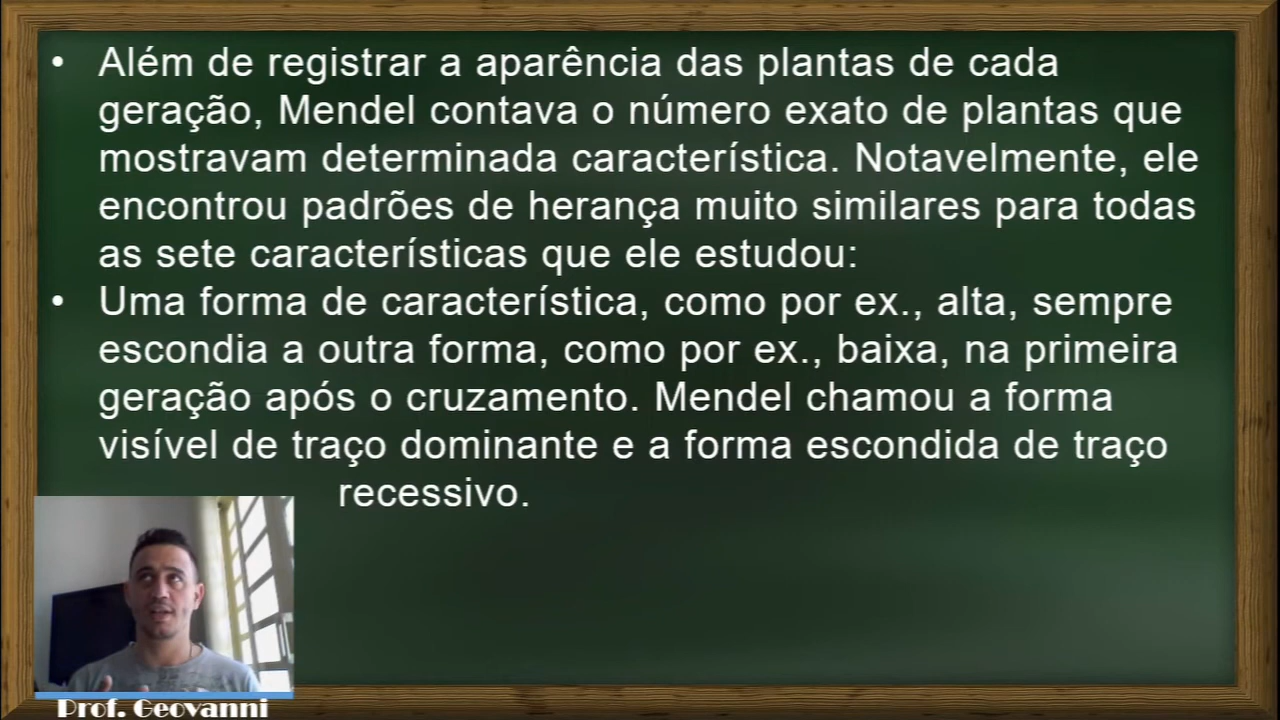 • Além de registrar a aparência das plantas de cada
geração, Mendel contava o número exato de plantas que
mostravam determinada característica. Notavelmente, ele
encontrou padrões de herança muito similares para todas
as sete características que ele estudou:
• Uma forma de característica, como por ex., alta, sempre
escondia a outra forma, como por ex., baixa, na primeira
geração após o cruzamento. Mendel chamou a forma
visível de traço dominante e a forma escondida de traço
recessivo.
Prof. Geovanni